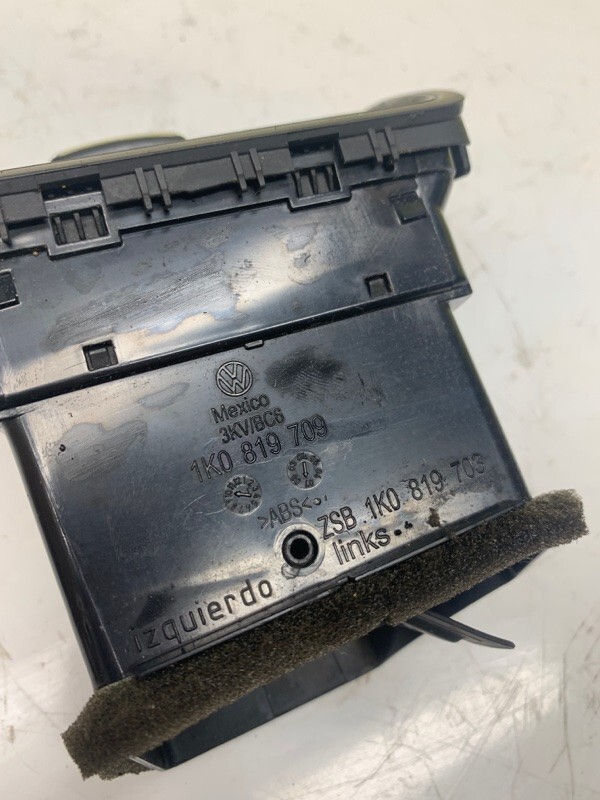 Mexico
3KV/BC6
1K0 819 709
>ABS<
ZSB 1K0 819 703
links
izquierdo